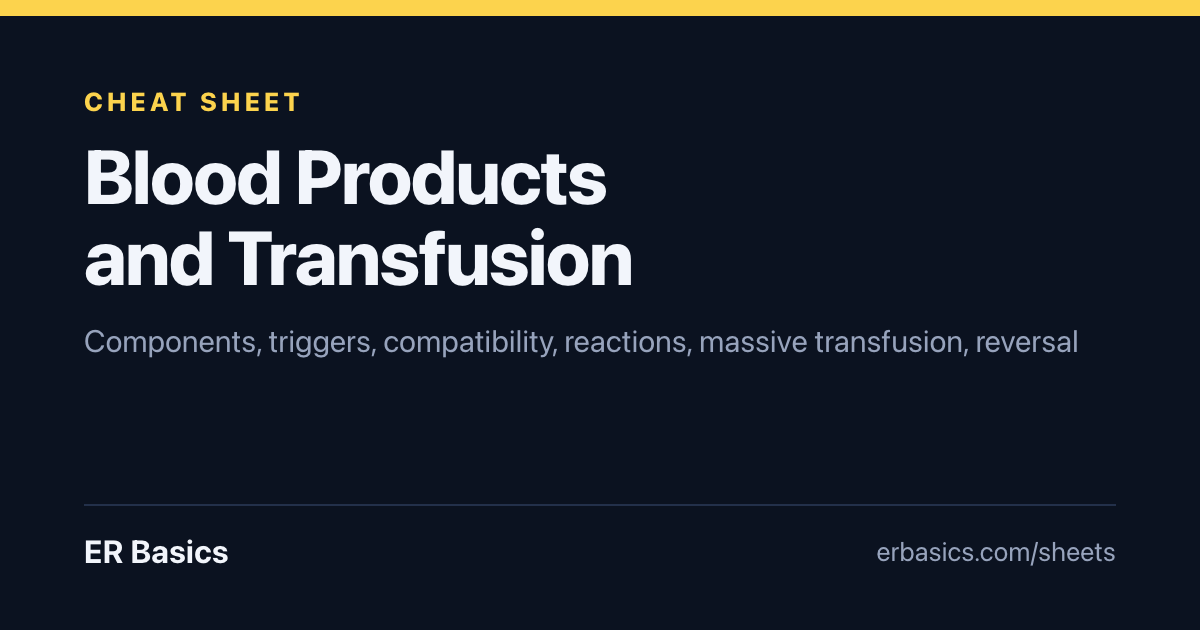 CHEAT SHEET
Blood Products
and Transfusion
Components, triggers, compatibility, reactions, massive transfusion, reversal
ER Basics
erbasics.com/sheets